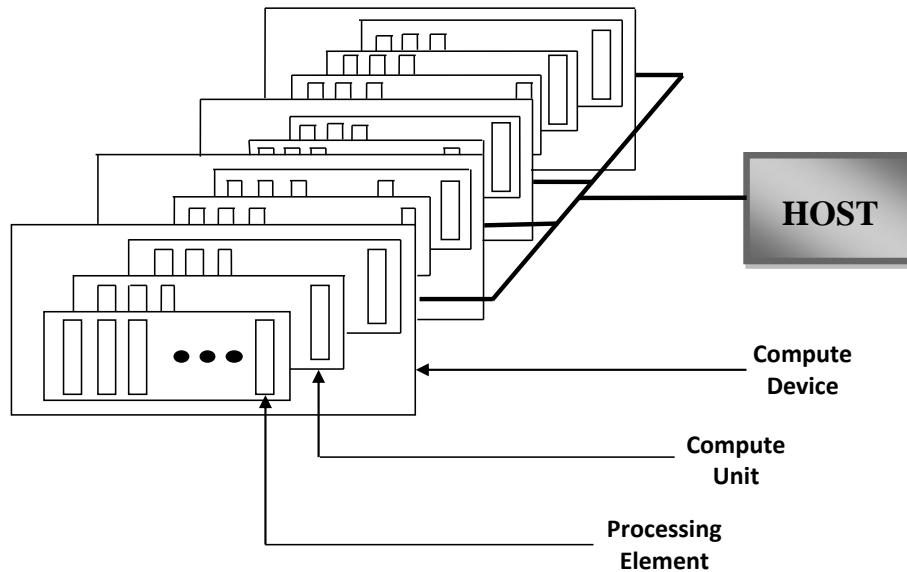 HOST
Compute
Device
Compute
Unit
Processing
Element